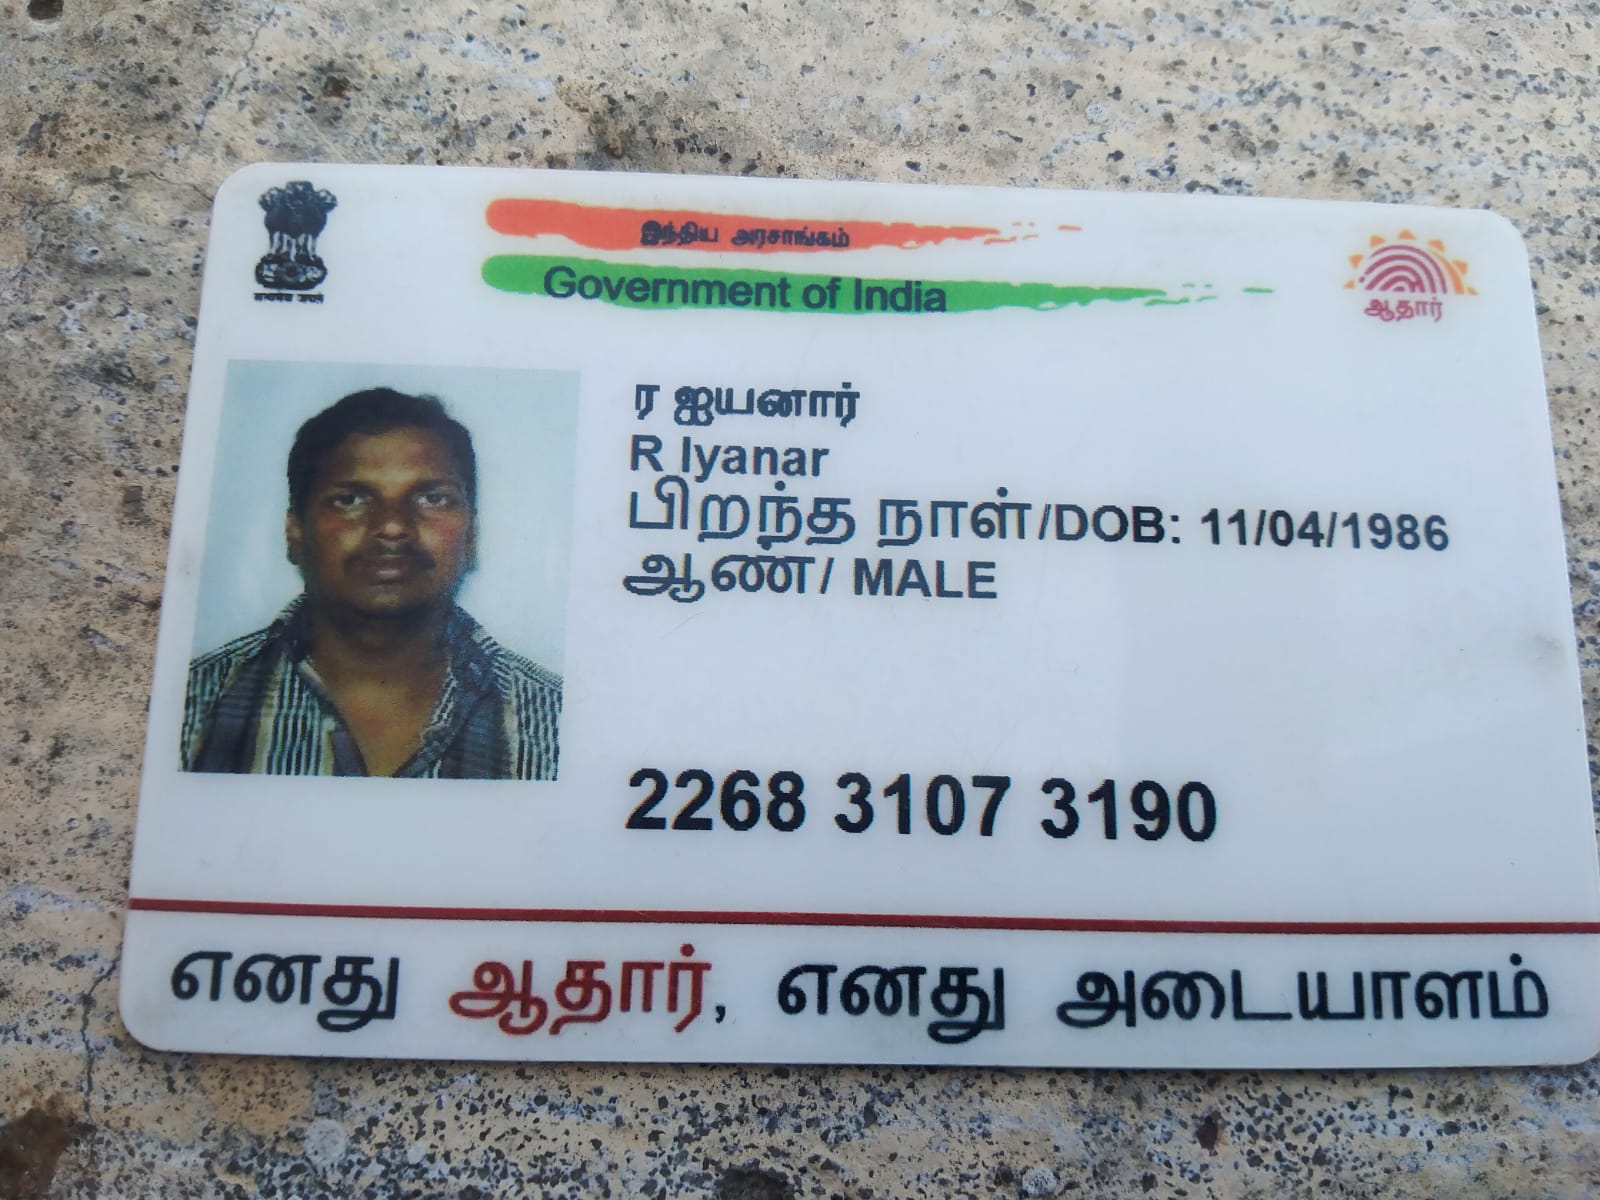 இந்திய அரசாங்கம்
Government of India
ஆதார்
ர ஐயனார்
R Iyanar
பிறந்த நாள்/DOB: 11/04/1986
ஆண்/ MALE
2268 3107 3190
எனது ஆதார், எனது அடையாளம்